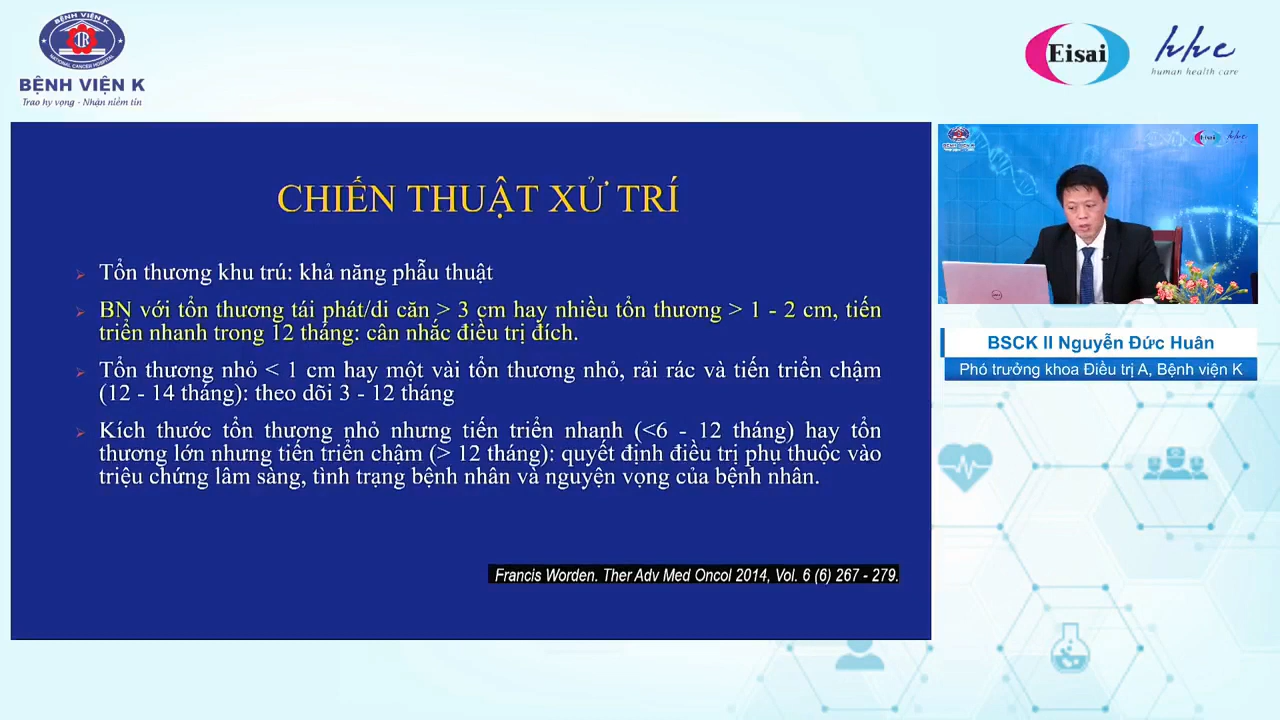 BỆNH VIỆN K
NATIONAL CANCER HOSPITAL
BỆNH VIỆN K
Trao hy vọng - Nhận niềm tin
Eisai
hhc
human health care
CHIẾN THUẬT XỬ TRÍ
Tổn thương khu trú: khả năng phẫu thuật
BN với tổn thương tái phát/di căn > 3 cm hay nhiều tổn thương > 1 - 2 cm, tiến
triển nhanh trong 12 tháng: cân nhắc điều trị đích.
Tổn thương nhỏ < 1 cm hay một vài tổn thương nhỏ, rải rác và tiến triển chậm
(12 - 14 tháng): theo dõi 3 - 12 tháng
Kích thước tổn thương nhỏ nhưng tiến triển nhanh (<6 - 12 tháng) hay tổn
thương lớn nhưng tiến triển chậm (> 12 tháng): quyết định điều trị phụ thuộc vào
triệu chứng lâm sàng, tình trạng bệnh nhân và nguyện vọng của bệnh nhân.
Francis Worden. Ther Adv Med Oncol 2014, Vol. 6 (6) 267 - 279.
Eisai
hhc
BSCK II Nguyễn Đức Huân
Phó trưởng khoa Điều trị A, Bệnh viện K